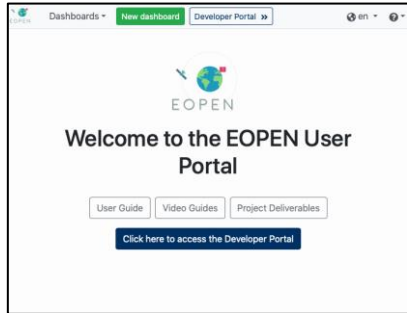 EOPEN
Dashboards
New dashboard
Developer Portal »
en
?
EOPEN
Welcome to the EOPEN User
Portal
User Guide
Video Guides
Project Deliverables
Click here to access the Developer Portal